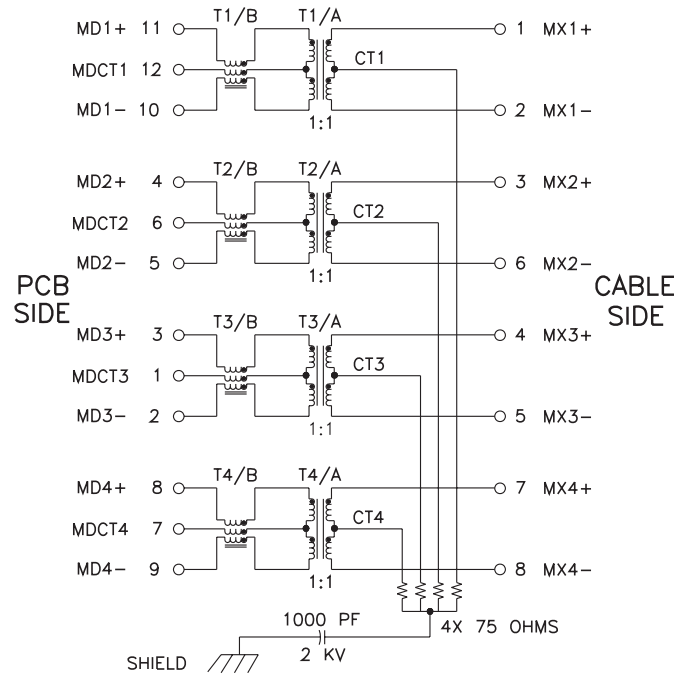 T1/B T1/A
MD1+ 11 1 MX1+
CT1
MDCT1 12
MD1− 10 2 MX1−
1:1
T2/B T2/A
MD2+ 4 3 MX2+
CT2
MDCT2 6
MD2− 5 6 MX2−
1:1
PCB
SIDE
CABLE
SIDE
T3/B T3/A
MD3+ 3 4 MX3+
CT3
MDCT3 1
MD3− 2 5 MX3−
1:1
T4/B T4/A
MD4+ 8 7 MX4+
CT4
MDCT4 7
MD4− 9 8 MX4−
1:1
1000 PF
4X 75 OHMS
2 KV
SHIELD